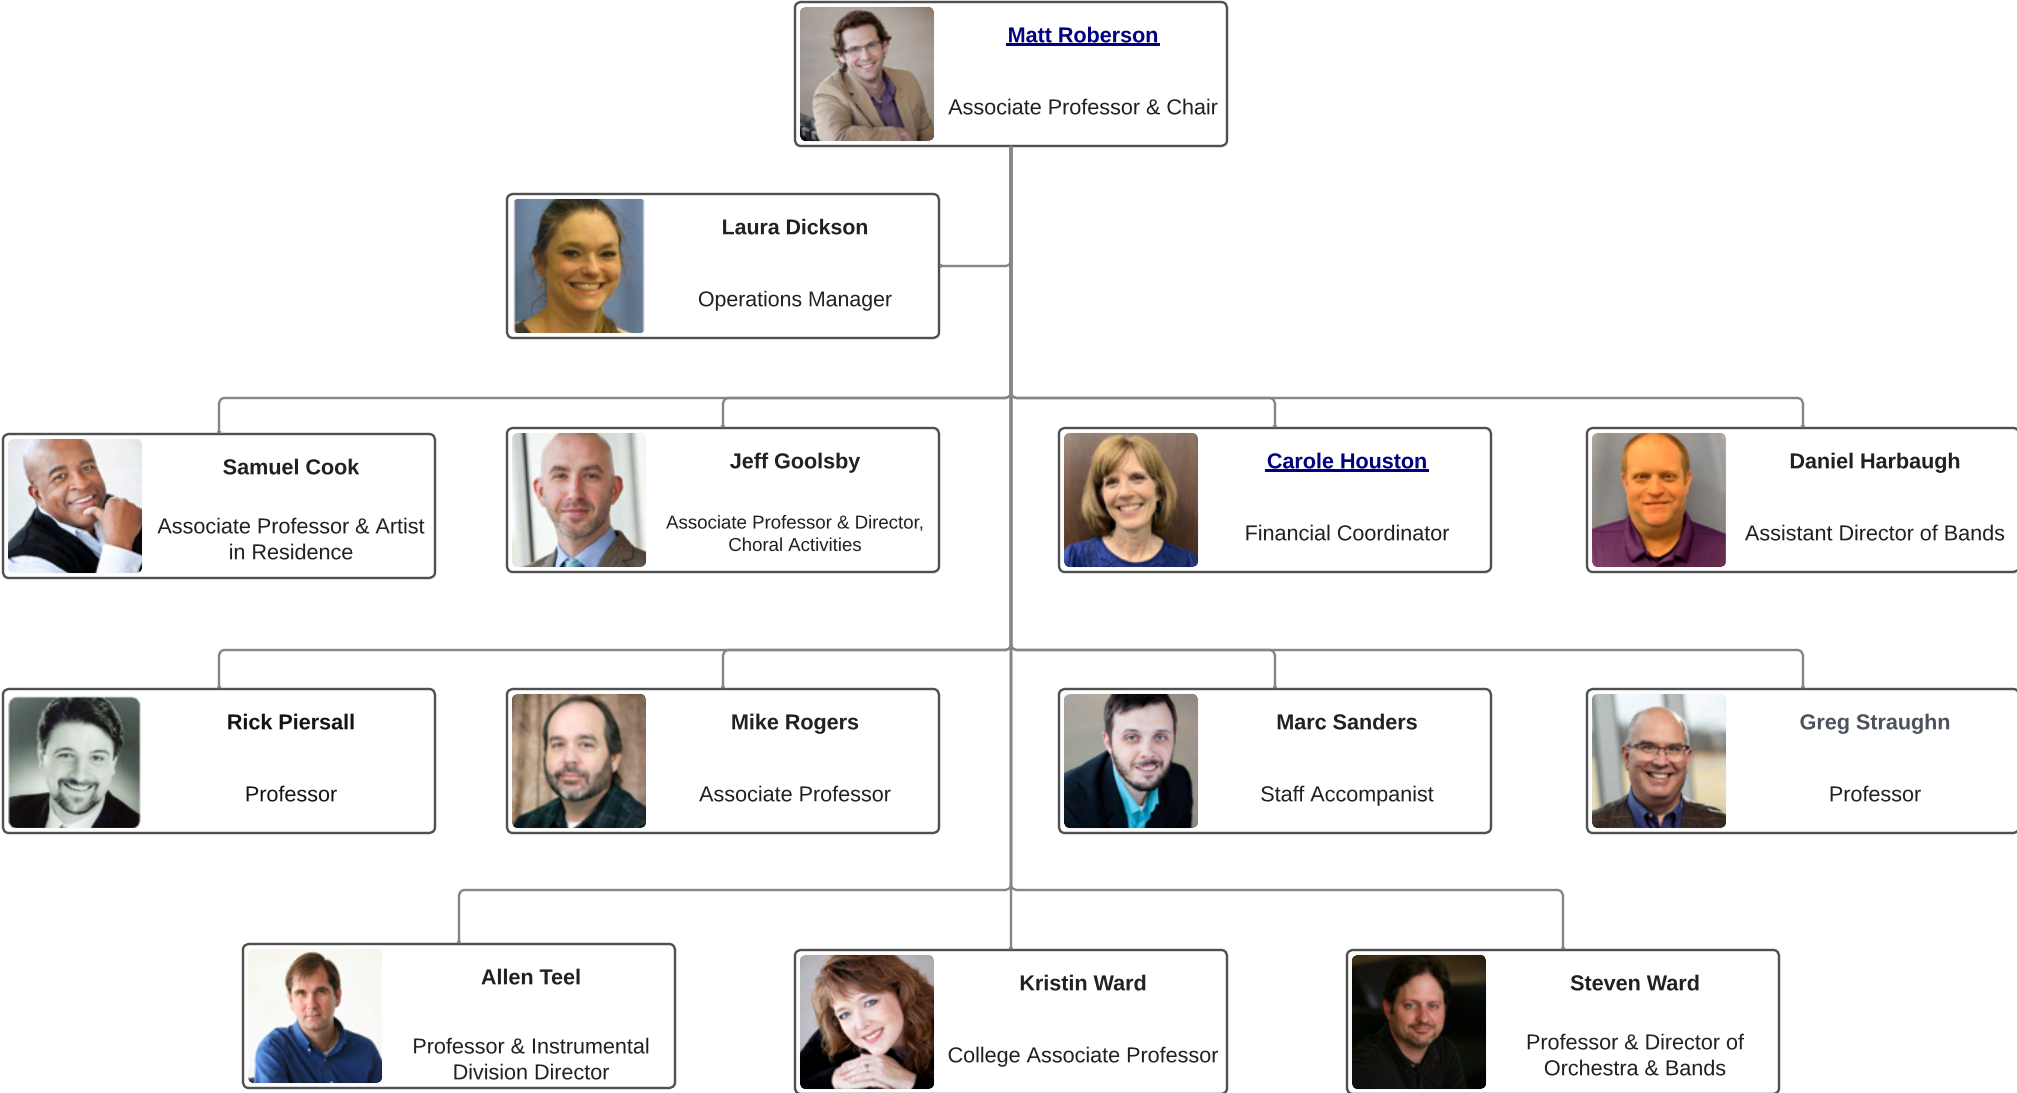 Matt Roberson
Associate Professor & Chair
Laura Dickson
Operations Manager
Samuel Cook
Associate Professor & Artist
in Residence
Jeff Goolsby
Associate Professor & Director,
Choral Activities
Carole Houston
Financial Coordinator
Daniel Harbaugh
Assistant Director of Bands
Rick Piersall
Professor
Mike Rogers
Associate Professor
Marc Sanders
Staff Accompanist
Greg Straughn
Professor
Allen Teel
Professor & Instrumental
Division Director
Kristin Ward
College Associate Professor
Steven Ward
Professor & Director of
Orchestra & Bands